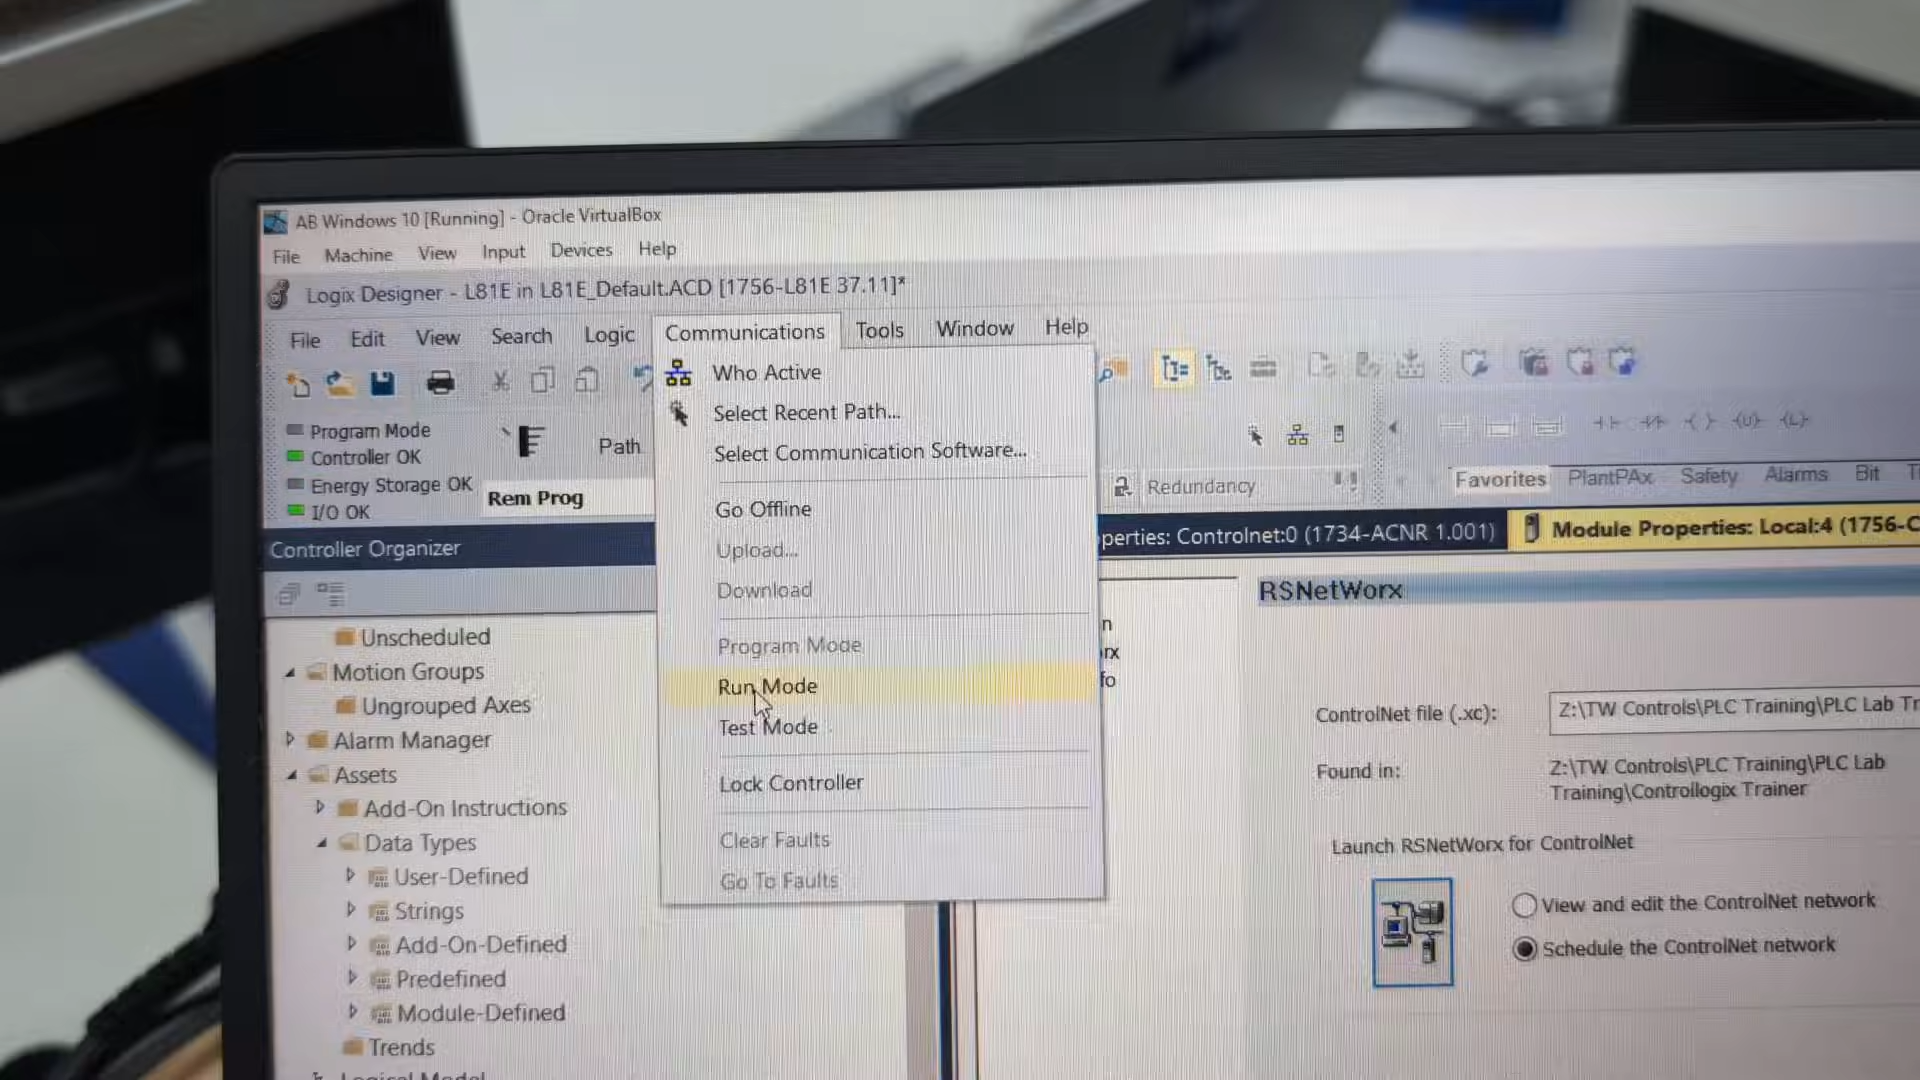 AB Windows 10 [Running] - Oracle VirtualBox
File Machine View Input Devices Help
Logix Designer - L81E in L81E_Default.ACD [1756-L81E 37.11]*
File Edit View Search Logic Communications Tools Window Help
Who Active
Select Recent Path...
Select Communication Software...
Go Offline
Upload...
Download
Program Mode
Run Mode
Test Mode
Lock Controller
Clear Faults
Go To Faults
Program Mode
Controller OK
Energy Storage OK
I/O OK
Path
Rem Prog
Redundancy
Favorites PlantPAx Safety Alarms Bit
Controller Organizer
Unscheduled
Motion Groups
Ungrouped Axes
Alarm Manager
Assets
Add-On Instructions
Data Types
User-Defined
Strings
Add-On-Defined
Predefined
Module-Defined
Trends
perties: Controlnet:0 (1734-ACNR 1.001)
Module Properties: Local:4 (1756-C
n
rx
fo
RSNetWorx
ControlNet file (.xc):
Z:\TW Controls\PLC Training\PLC Lab Tr
Found in:
Z:\TW Controls\PLC Training\PLC Lab
Training\Controllogix Trainer
Launch RSNetWorx for ControlNet
View and edit the ControlNet network
Schedule the ControlNet network